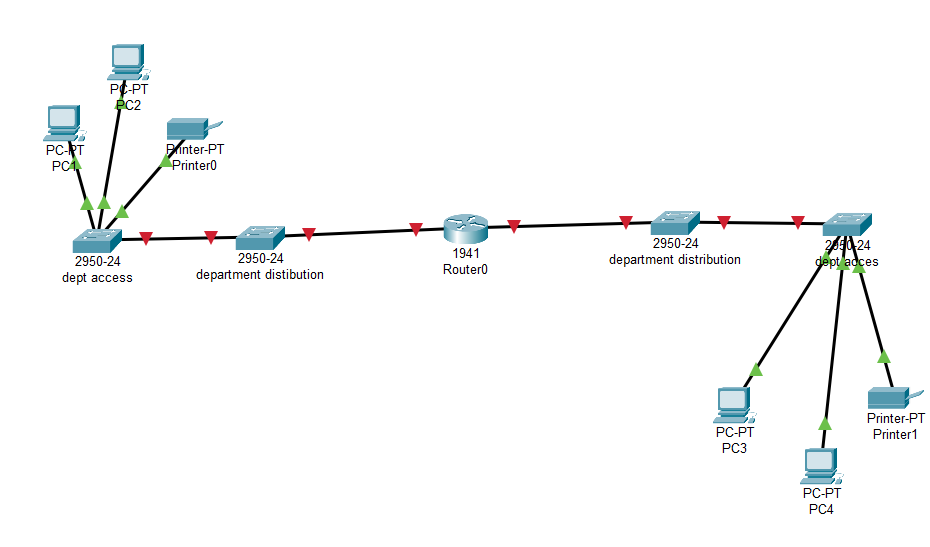 PC-PT
PC2
PC-PT
PC1
Printer-PT
Printer0
2950-24
dept access
2950-24
department distibution
1941
Router0
2950-24
department distribution
2950-24
dept acces
PC-PT
PC3
Printer-PT
Printer1
PC-PT
PC4